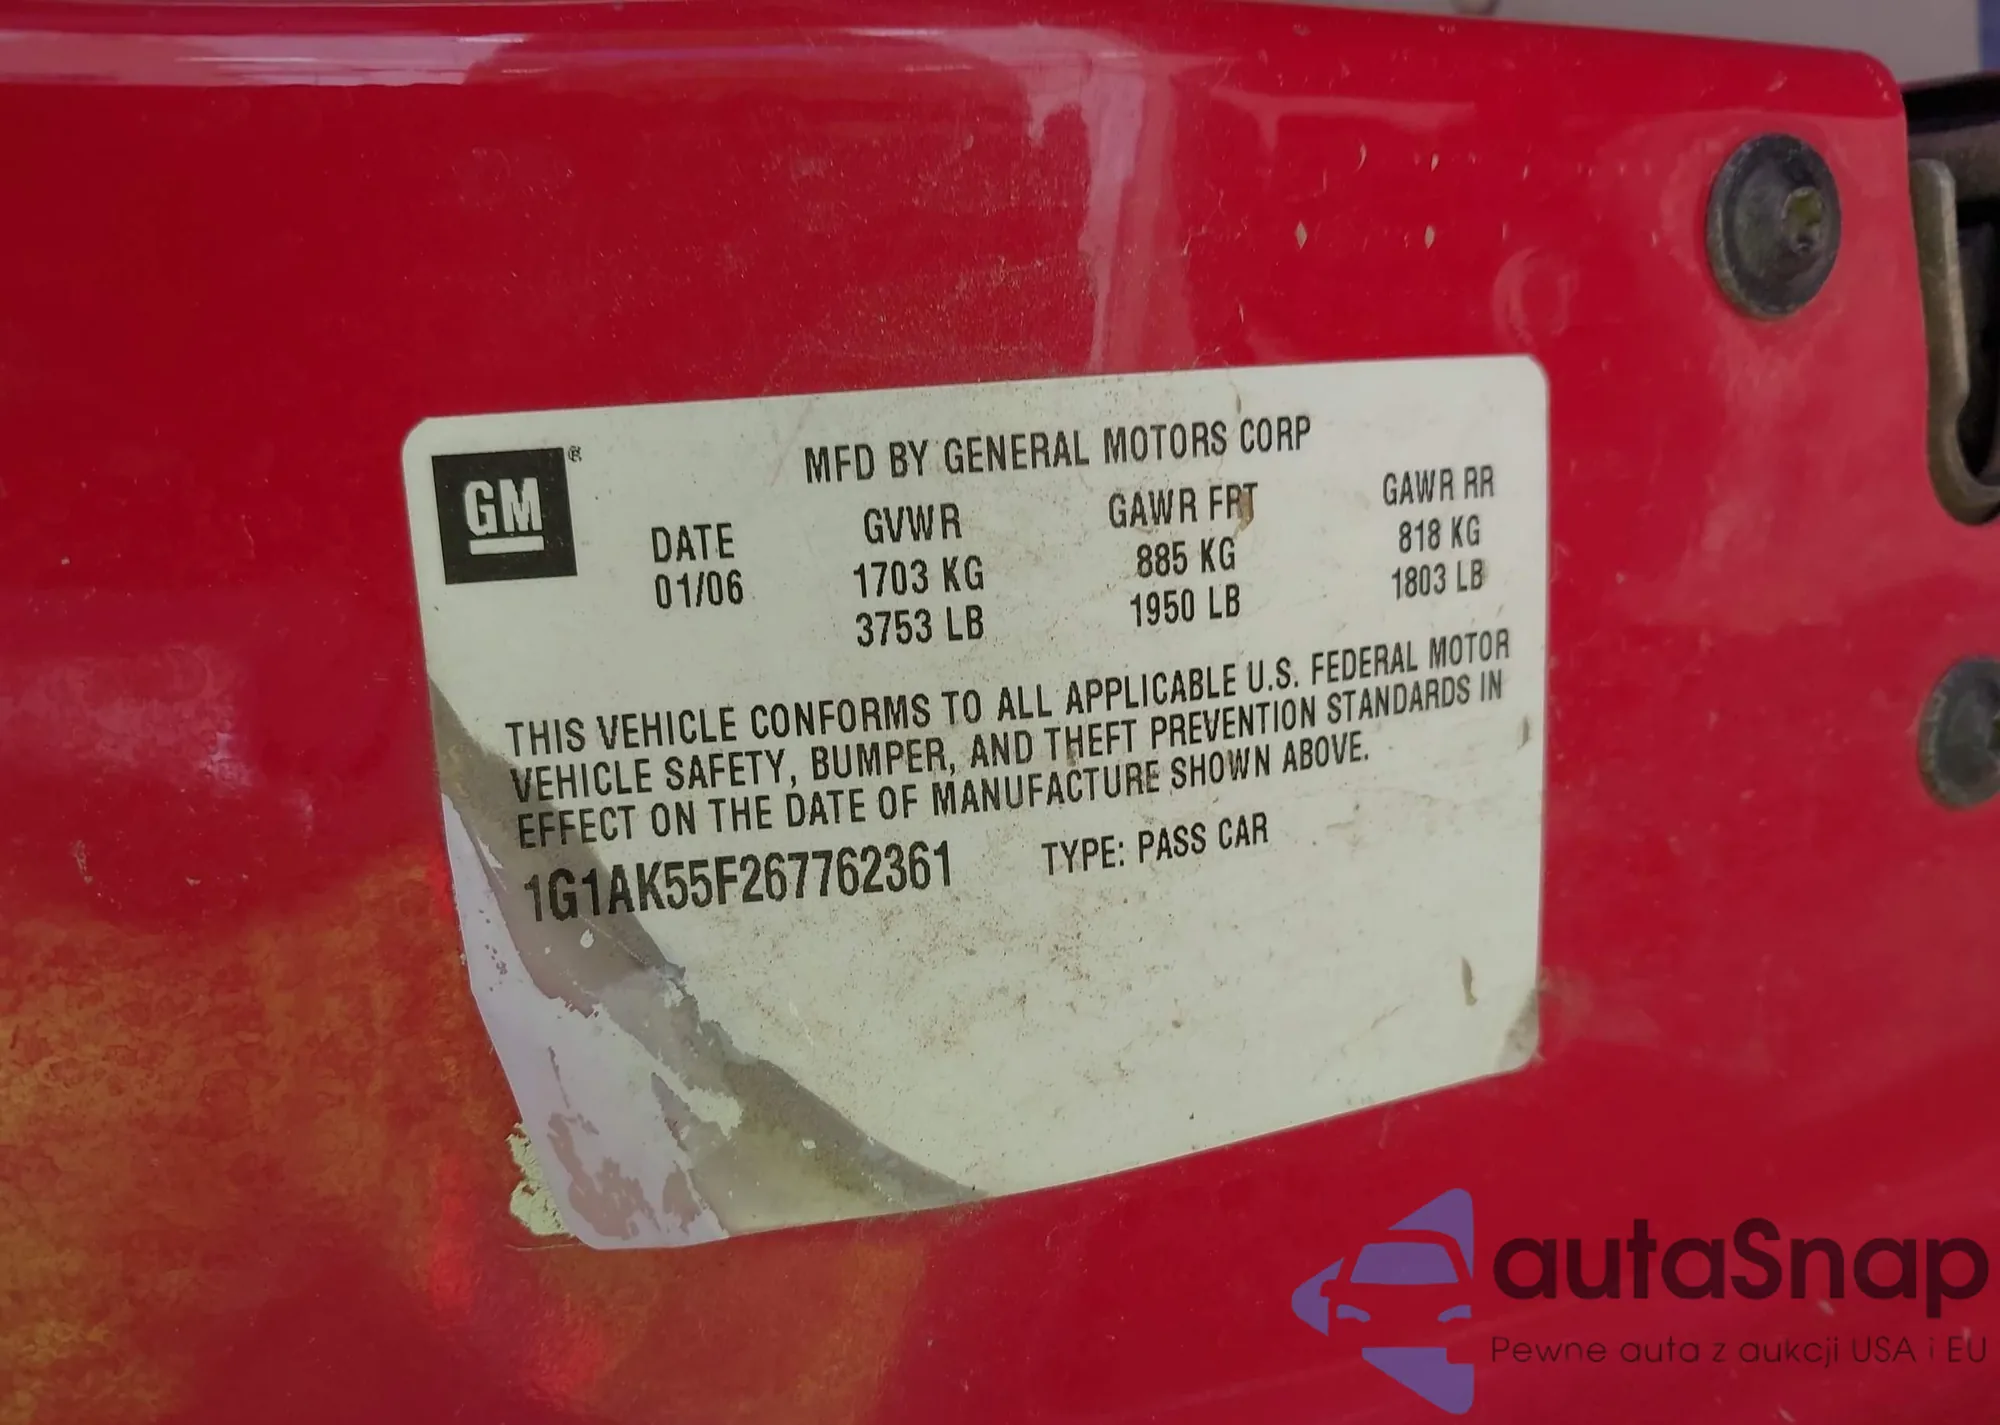 GM ®
MFD BY GENERAL MOTORS CORP
DATE GVWR GAWR FRT GAWR RR
01/06 1703 KG 885 KG 818 KG
3753 LB 1950 LB 1803 LB
THIS VEHICLE CONFORMS TO ALL APPLICABLE U.S. FEDERAL MOTOR
VEHICLE SAFETY, BUMPER, AND THEFT PREVENTION STANDARDS IN
EFFECT ON THE DATE OF MANUFACTURE SHOWN ABOVE.
1G1AK55F267762361 TYPE: PASS CAR
autaSnap
Pewne auta z aukcji USA i EU